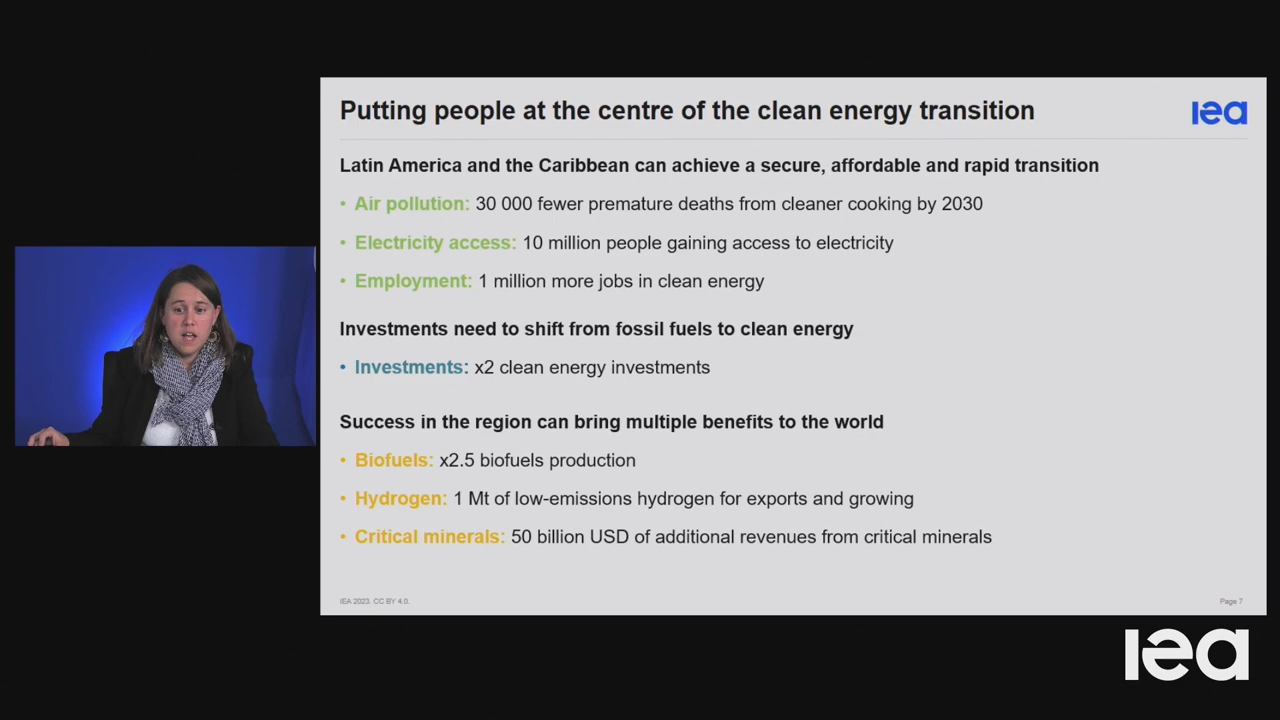 Putting people at the centre of the clean energy transition
iea
Latin America and the Caribbean can achieve a secure, affordable and rapid transition
• Air pollution: 30 000 fewer premature deaths from cleaner cooking by 2030
• Electricity access: 10 million people gaining access to electricity
• Employment: 1 million more jobs in clean energy
Investments need to shift from fossil fuels to clean energy
• Investments: x2 clean energy investments
Success in the region can bring multiple benefits to the world
• Biofuels: x2.5 biofuels production
• Hydrogen: 1 Mt of low-emissions hydrogen for exports and growing
• Critical minerals: 50 billion USD of additional revenues from critical minerals
IEA 2023. CC BY 4.0.
Page 7
iea